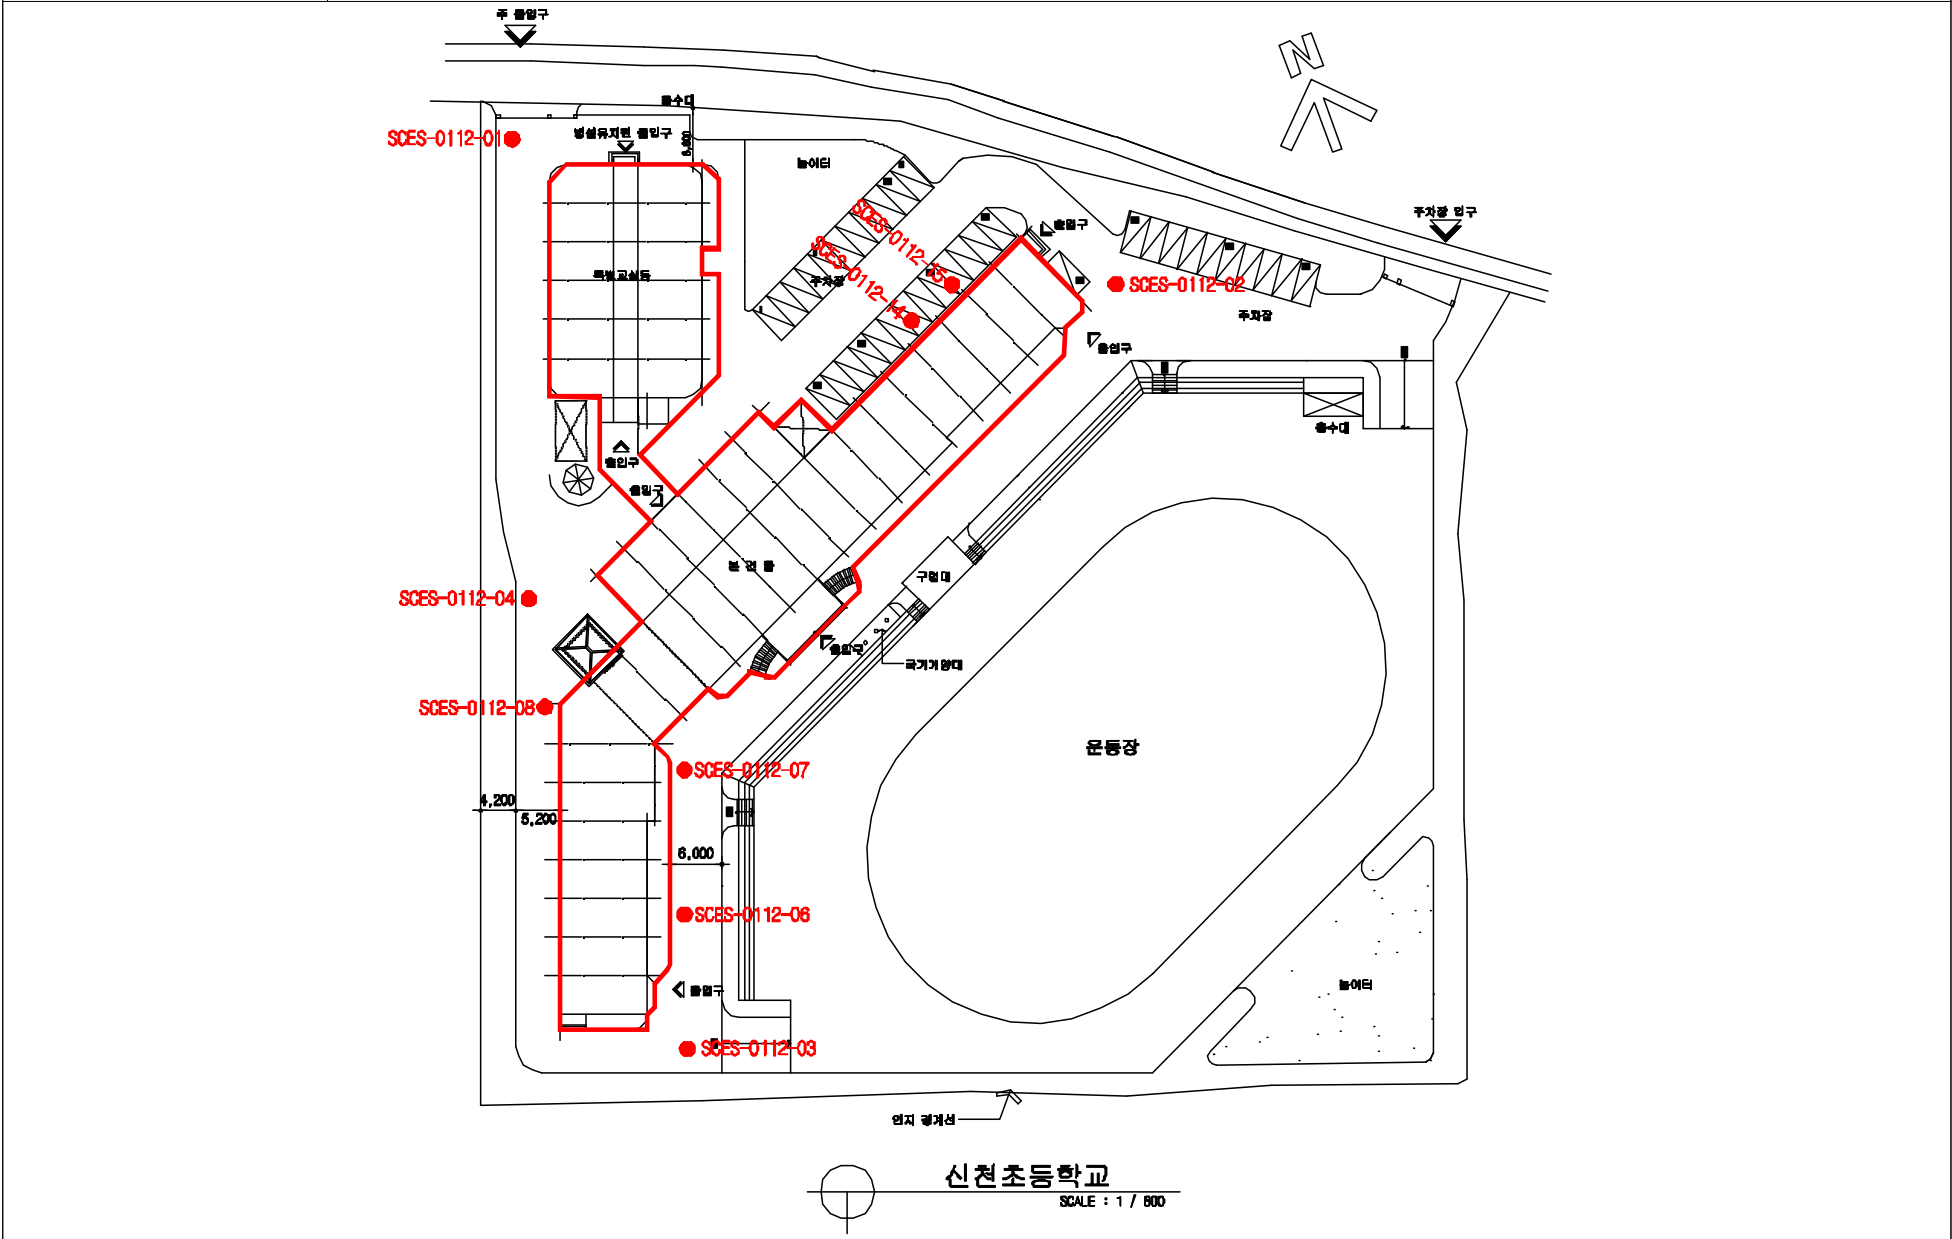 주 출입구
음수대
SCES-0112-01
병설유치원 출입구
6,000
놀이터
SCES-0112-15
출입구
주차장 입구
SCES-0112-14
특별교실동
주차장
SCES-0112-02
주차장
출입구
음수대
출입구
출입구
본 건 물
구령대
SCES-0112-04
출입구
국기게양대
SCES-0112-08
운동장
SCES-0112-07
4,200
5,200
6,000
SCES-0112-06
출입구
놀이터
SCES-0112-03
인지 경계선
신천초등학교
SCALE : 1 / 600